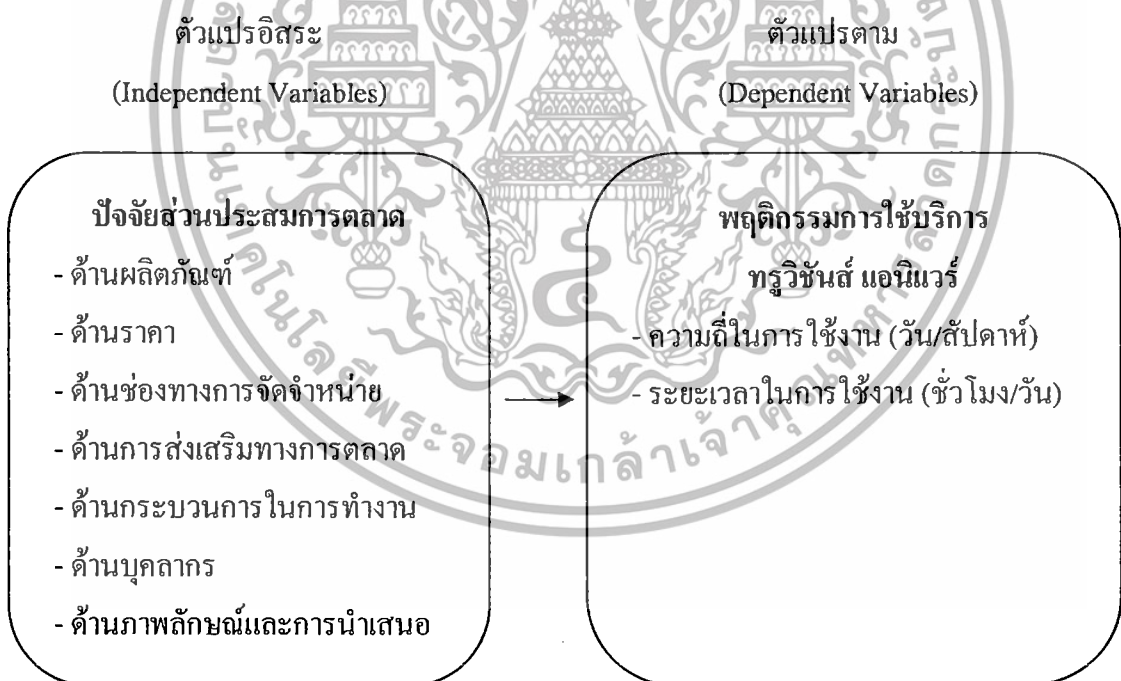 ตัวแปรอิสระ
(Independent Variables)
ตัวแปรตาม
(Dependent Variables)
ปัจจัยส่วนประสมการตลาด
- ด้านผลิตภัณฑ์
- ด้านราคา
- ด้านช่องทางการจัดจำหน่าย
- ด้านการส่งเสริมทางการตลาด
- ด้านกระบวนการในการทำงาน
- ด้านบุคลากร
- ด้านภาพลักษณ์และการนำเสนอ
พฤติกรรมการใช้บริการ
ทรูวิชันส์ แอนิแวร์
- ความถี่ในการใช้งาน (วัน/สัปดาห์)
- ระยะเวลาในการใช้งาน (ชั่วโมง/วัน)